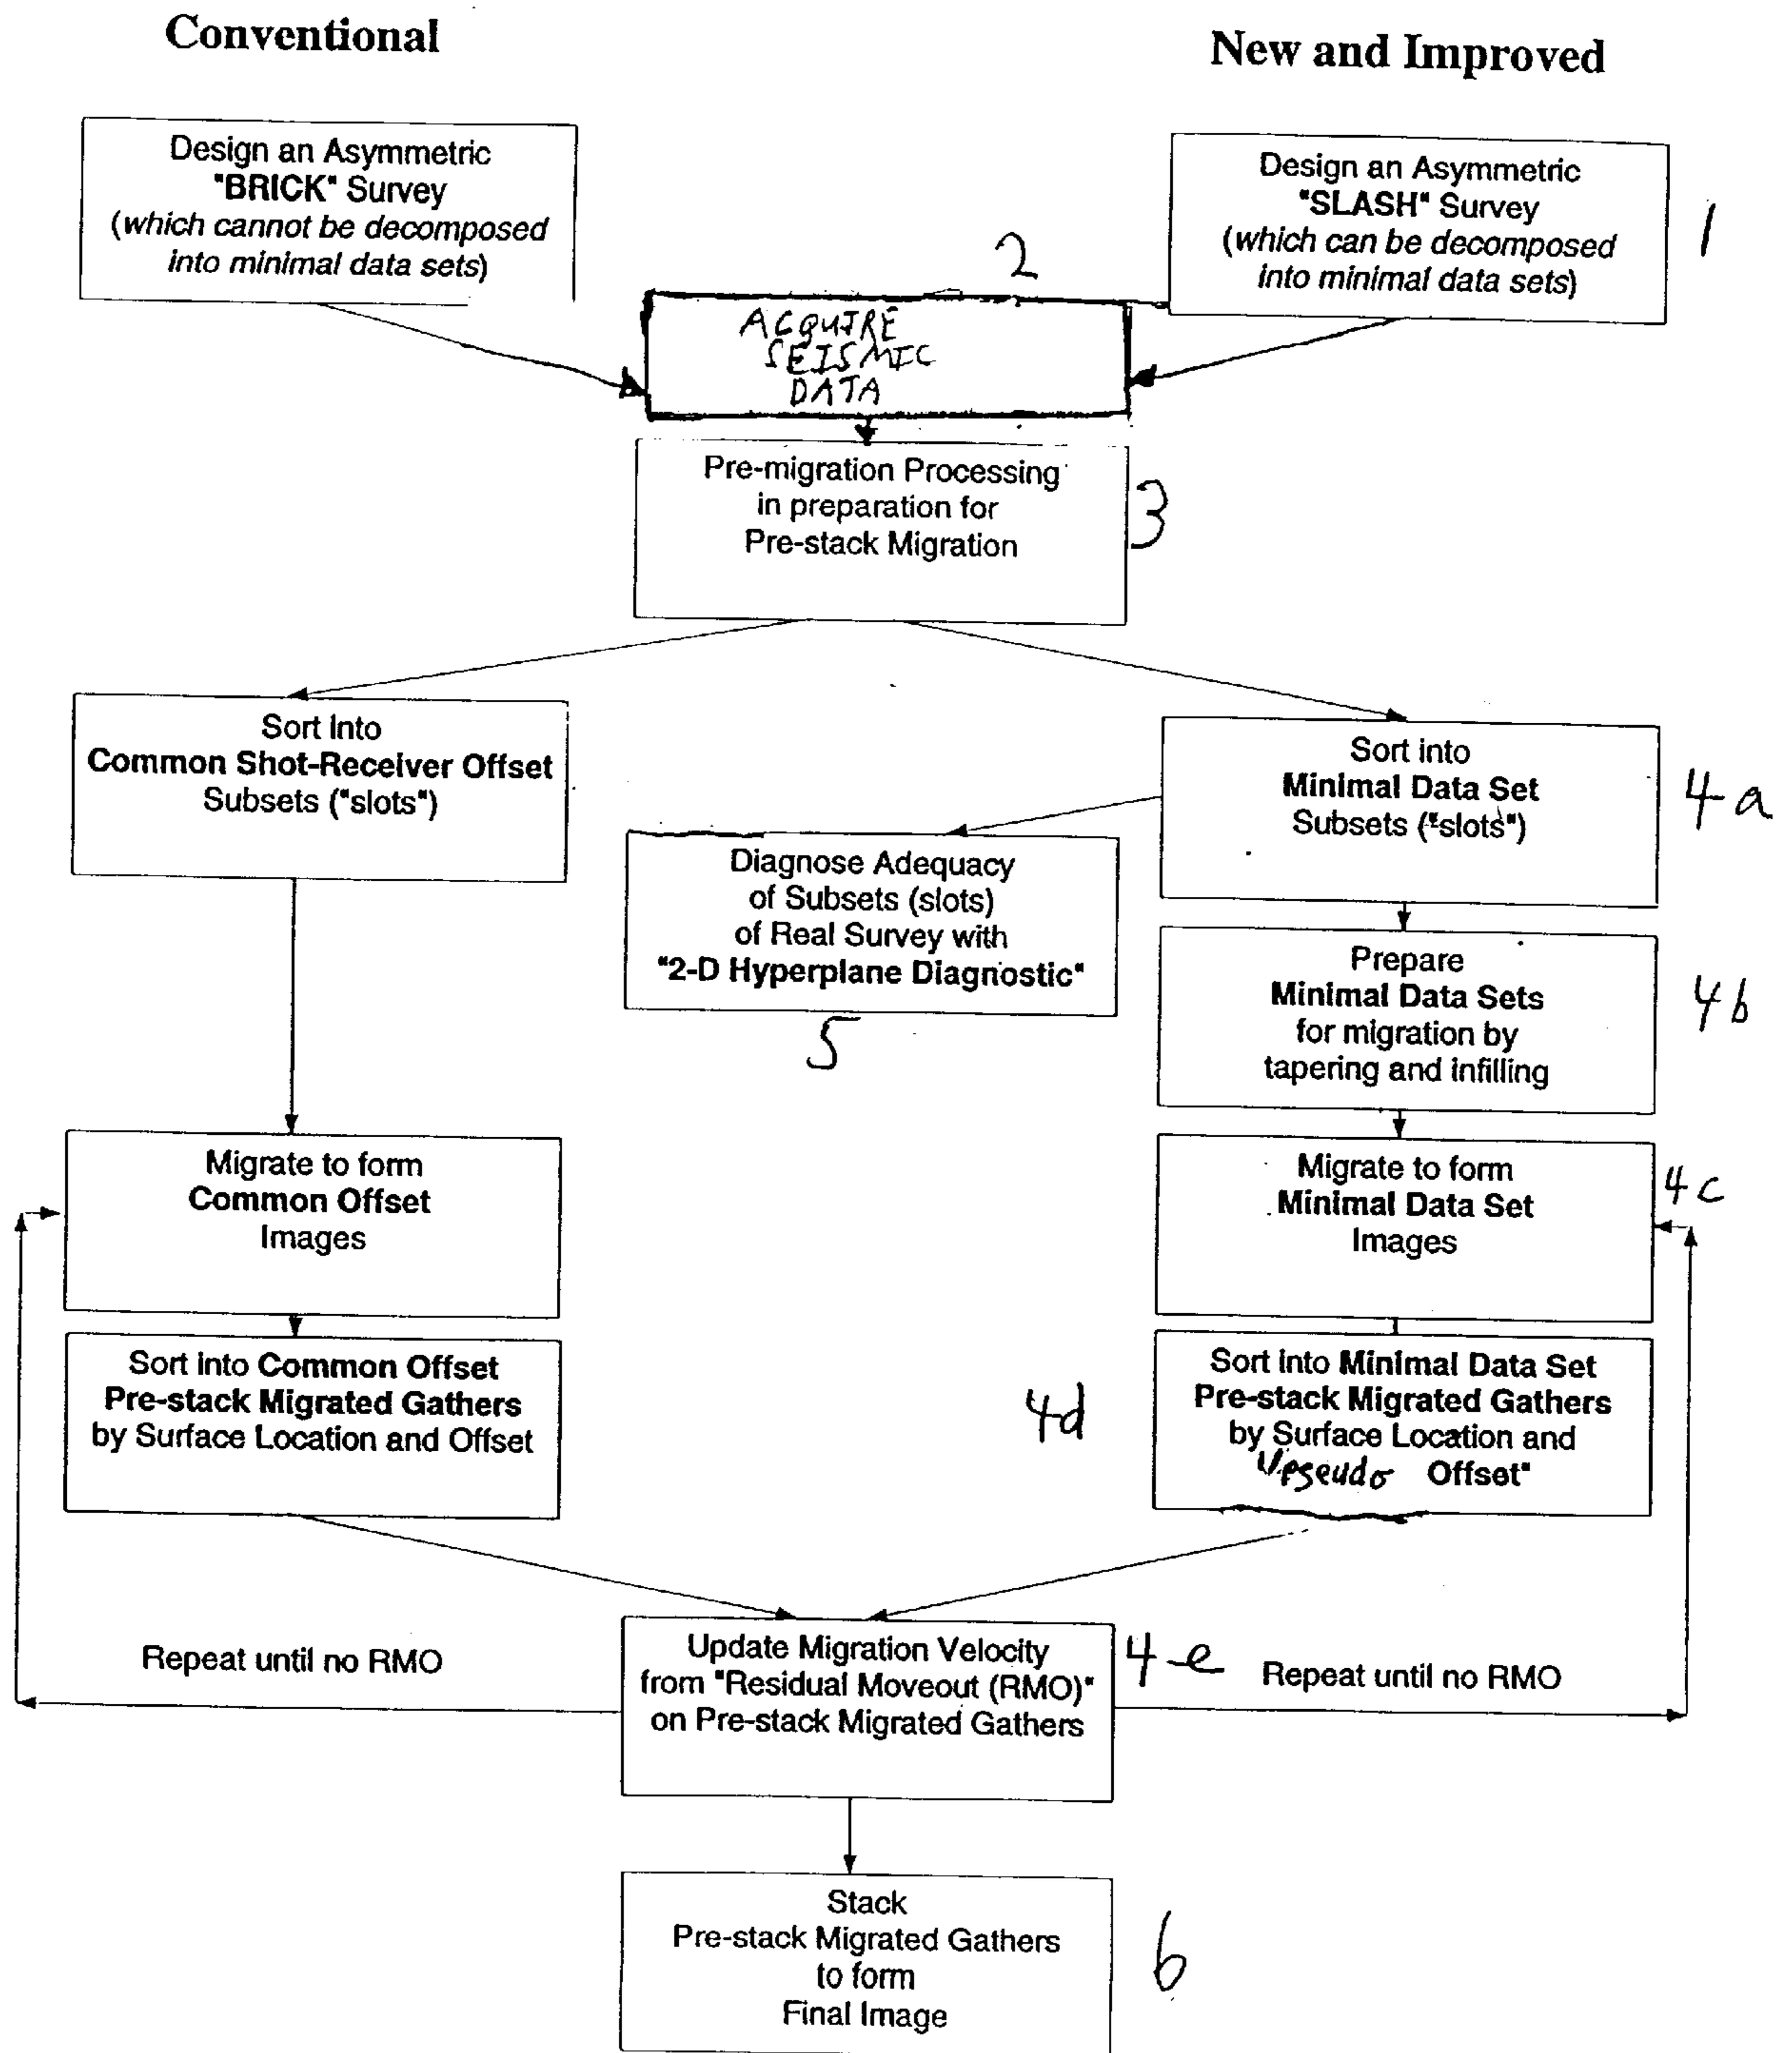 Conventional
New and Improved
Design an Asymmetric
"BRICK" Survey
(which cannot be decomposed
into minimal data sets)
Design an Asymmetric
"SLASH" Survey
(which can be decomposed
into minimal data sets)
1
2
ACQUIRE
SEISMIC
DATA
Pre-migration Processing
in preparation for
Pre-stack Migration
3
Sort into
Common Shot-Receiver Offset
Subsets ("slots")
Sort into
Minimal Data Set
Subsets ("slots")
4a
Diagnose Adequacy
of Subsets (slots)
of Real Survey with
"2-D Hyperplane Diagnostic"
5
Prepare
Minimal Data Sets
for migration by
tapering and infilling
4b
Migrate to form
Common Offset
Images
Migrate to form
Minimal Data Set
Images
4c
Sort into Common Offset
Pre-stack Migrated Gathers
by Surface Location and Offset
4d
Sort into Minimal Data Set
Pre-stack Migrated Gathers
by Surface Location and
"pseudo Offset"
Repeat until no RMO
Update Migration Velocity
from "Residual Moveout (RMO)"
on Pre-stack Migrated Gathers
4-e
Repeat until no RMO
Stack
Pre-stack Migrated Gathers
to form
Final Image
6